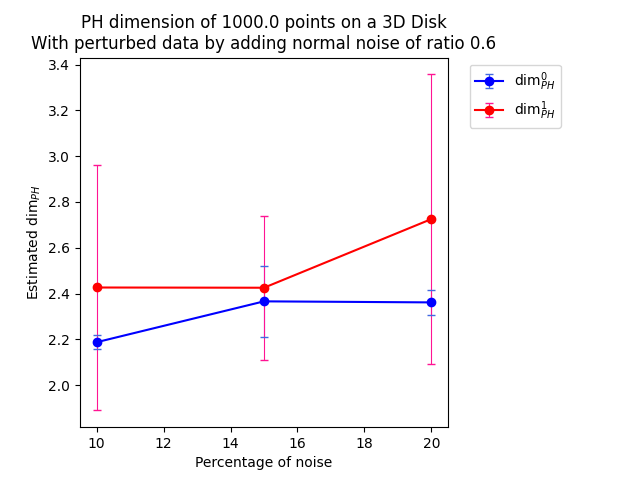 PH dimension of 1000.0 points on a 3D Disk
With perturbed data by adding normal noise of ratio 0.6
3.4
3.2
3.0
2.8
2.6
2.4
2.2
2.0
Estimated dim_PH
10
12
14
16
18
20
Percentage of noise
dim^0_PH
dim^1_PH